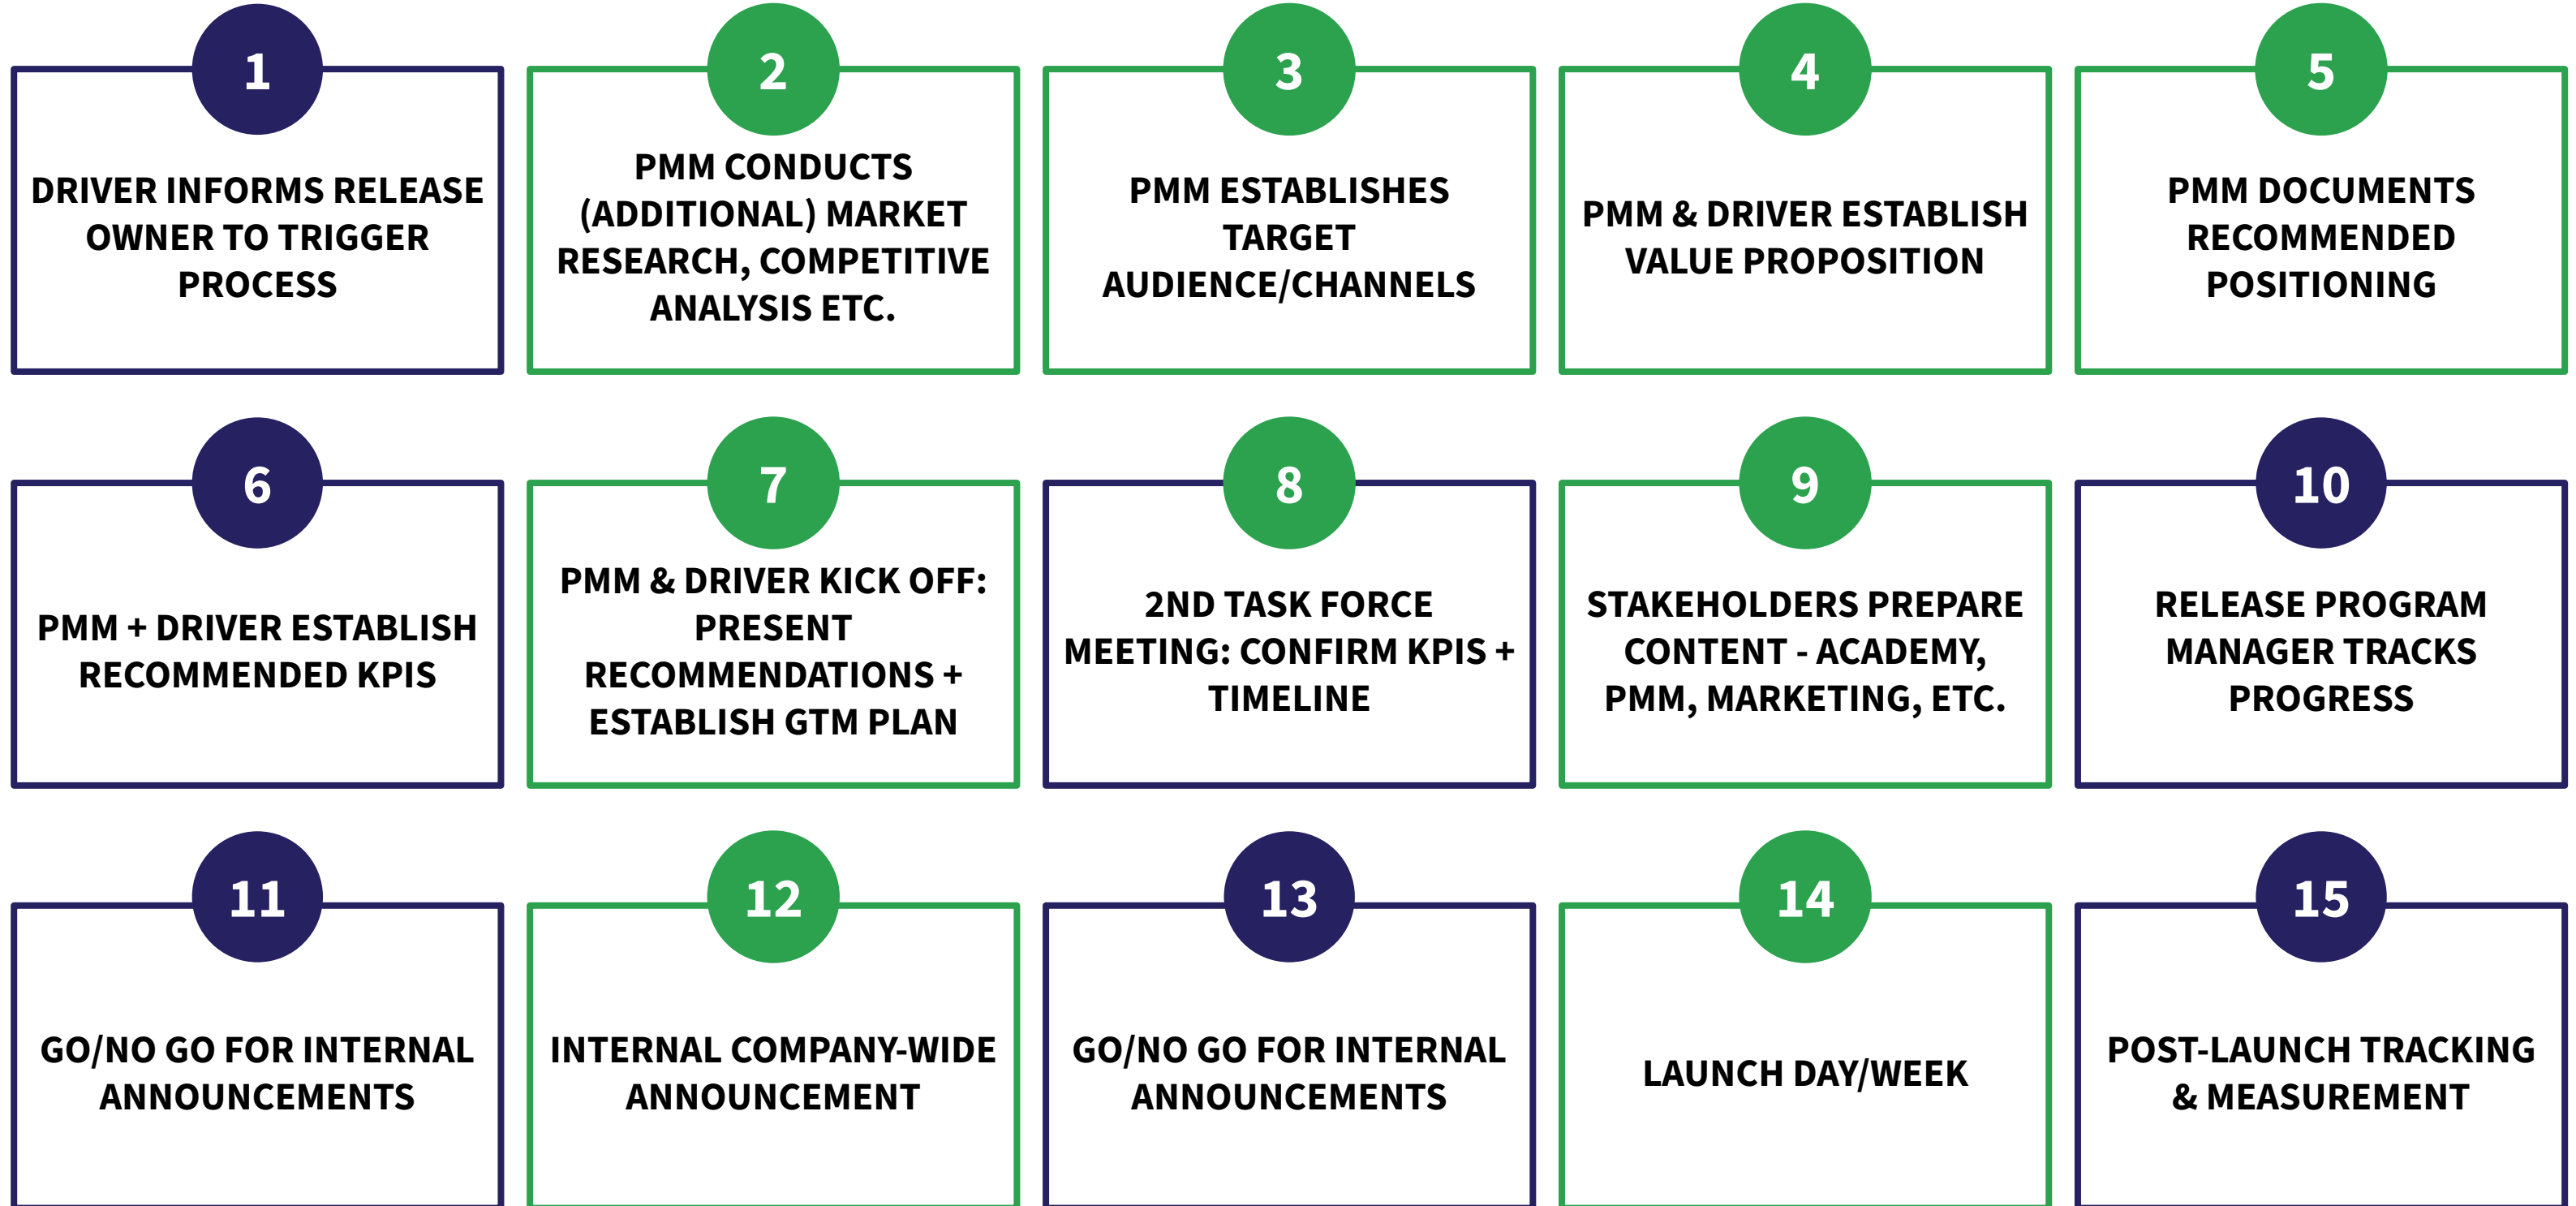 1
DRIVER INFORMS RELEASE
OWNER TO TRIGGER
PROCESS
2
PMM CONDUCTS
(ADDITIONAL) MARKET
RESEARCH, COMPETITIVE
ANALYSIS ETC.
3
PMM ESTABLISHES
TARGET
AUDIENCE/CHANNELS
4
PMM & DRIVER ESTABLISH
VALUE PROPOSITION
5
PMM DOCUMENTS
RECOMMENDED
POSITIONING
6
PMM + DRIVER ESTABLISH
RECOMMENDED KPIS
7
PMM & DRIVER KICK OFF:
PRESENT
RECOMMENDATIONS +
ESTABLISH GTM PLAN
8
2ND TASK FORCE
MEETING: CONFIRM KPIS +
TIMELINE
9
STAKEHOLDERS PREPARE
CONTENT - ACADEMY,
PMM, MARKETING, ETC.
10
RELEASE PROGRAM
MANAGER TRACKS
PROGRESS
11
GO/NO GO FOR INTERNAL
ANNOUNCEMENTS
12
INTERNAL COMPANY-WIDE
ANNOUNCEMENT
13
GO/NO GO FOR INTERNAL
ANNOUNCEMENTS
14
LAUNCH DAY/WEEK
15
POST-LAUNCH TRACKING
& MEASUREMENT